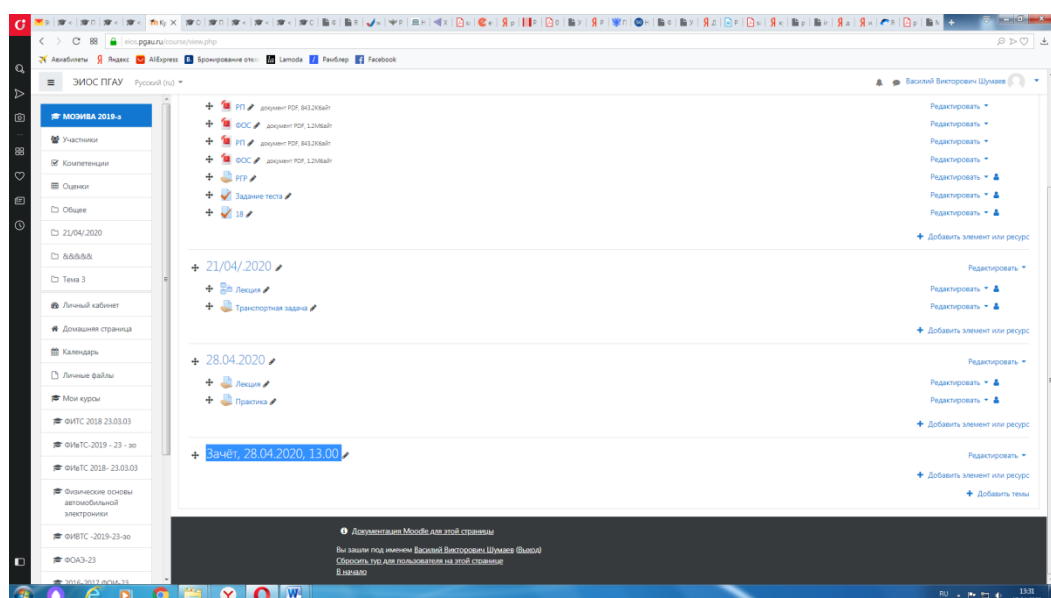 eios.pgau.ru/course/view.php
Авиабилеты Яндекс AliExpress Бронирование отел Lamoda Рамблер Facebook
ЭИОС ПГАУ Русский (ru) Василий Викторович Шумаев
МОЭИВА 2019-з
Участники
Компетенции
Оценки
Общее
21/04/.2020
&&&&&
Тема 3
Личный кабинет
Домашняя страница
Календарь
Личные файлы
Мои курсы
ФИТС 2018 23.03.03
ФИвТС-2019 - 23 - зо
ФИвТС 2018- 23.03.03
Физические основы
автомобильной
электроники
ФИВТС -2019-23-зо
ФОАЭ-23
РП документ PDF, 843.2Кбайт Редактировать
ФОС документ PDF, 1.2Мбайт Редактировать
РП документ PDF, 843.2Кбайт Редактировать
ФОС документ PDF, 1.2Мбайт Редактировать
РГР Редактировать
Задание теста Редактировать
18 Редактировать
Добавить элемент или ресурс
21/04/.2020 Редактировать
Лекция Редактировать
Транспортная задача Редактировать
Добавить элемент или ресурс
28.04.2020 Редактировать
Лекция Редактировать
Практика Редактировать
Добавить элемент или ресурс
Зачёт, 28.04.2020, 13.00 Редактировать
Добавить элемент или ресурс
Добавить темы
Документация Moodle для этой страницы
Вы зашли под именем Василий Викторович Шумаев (Выход)
Сбросить тур для пользователя на этой странице
В начало
RU 13:31